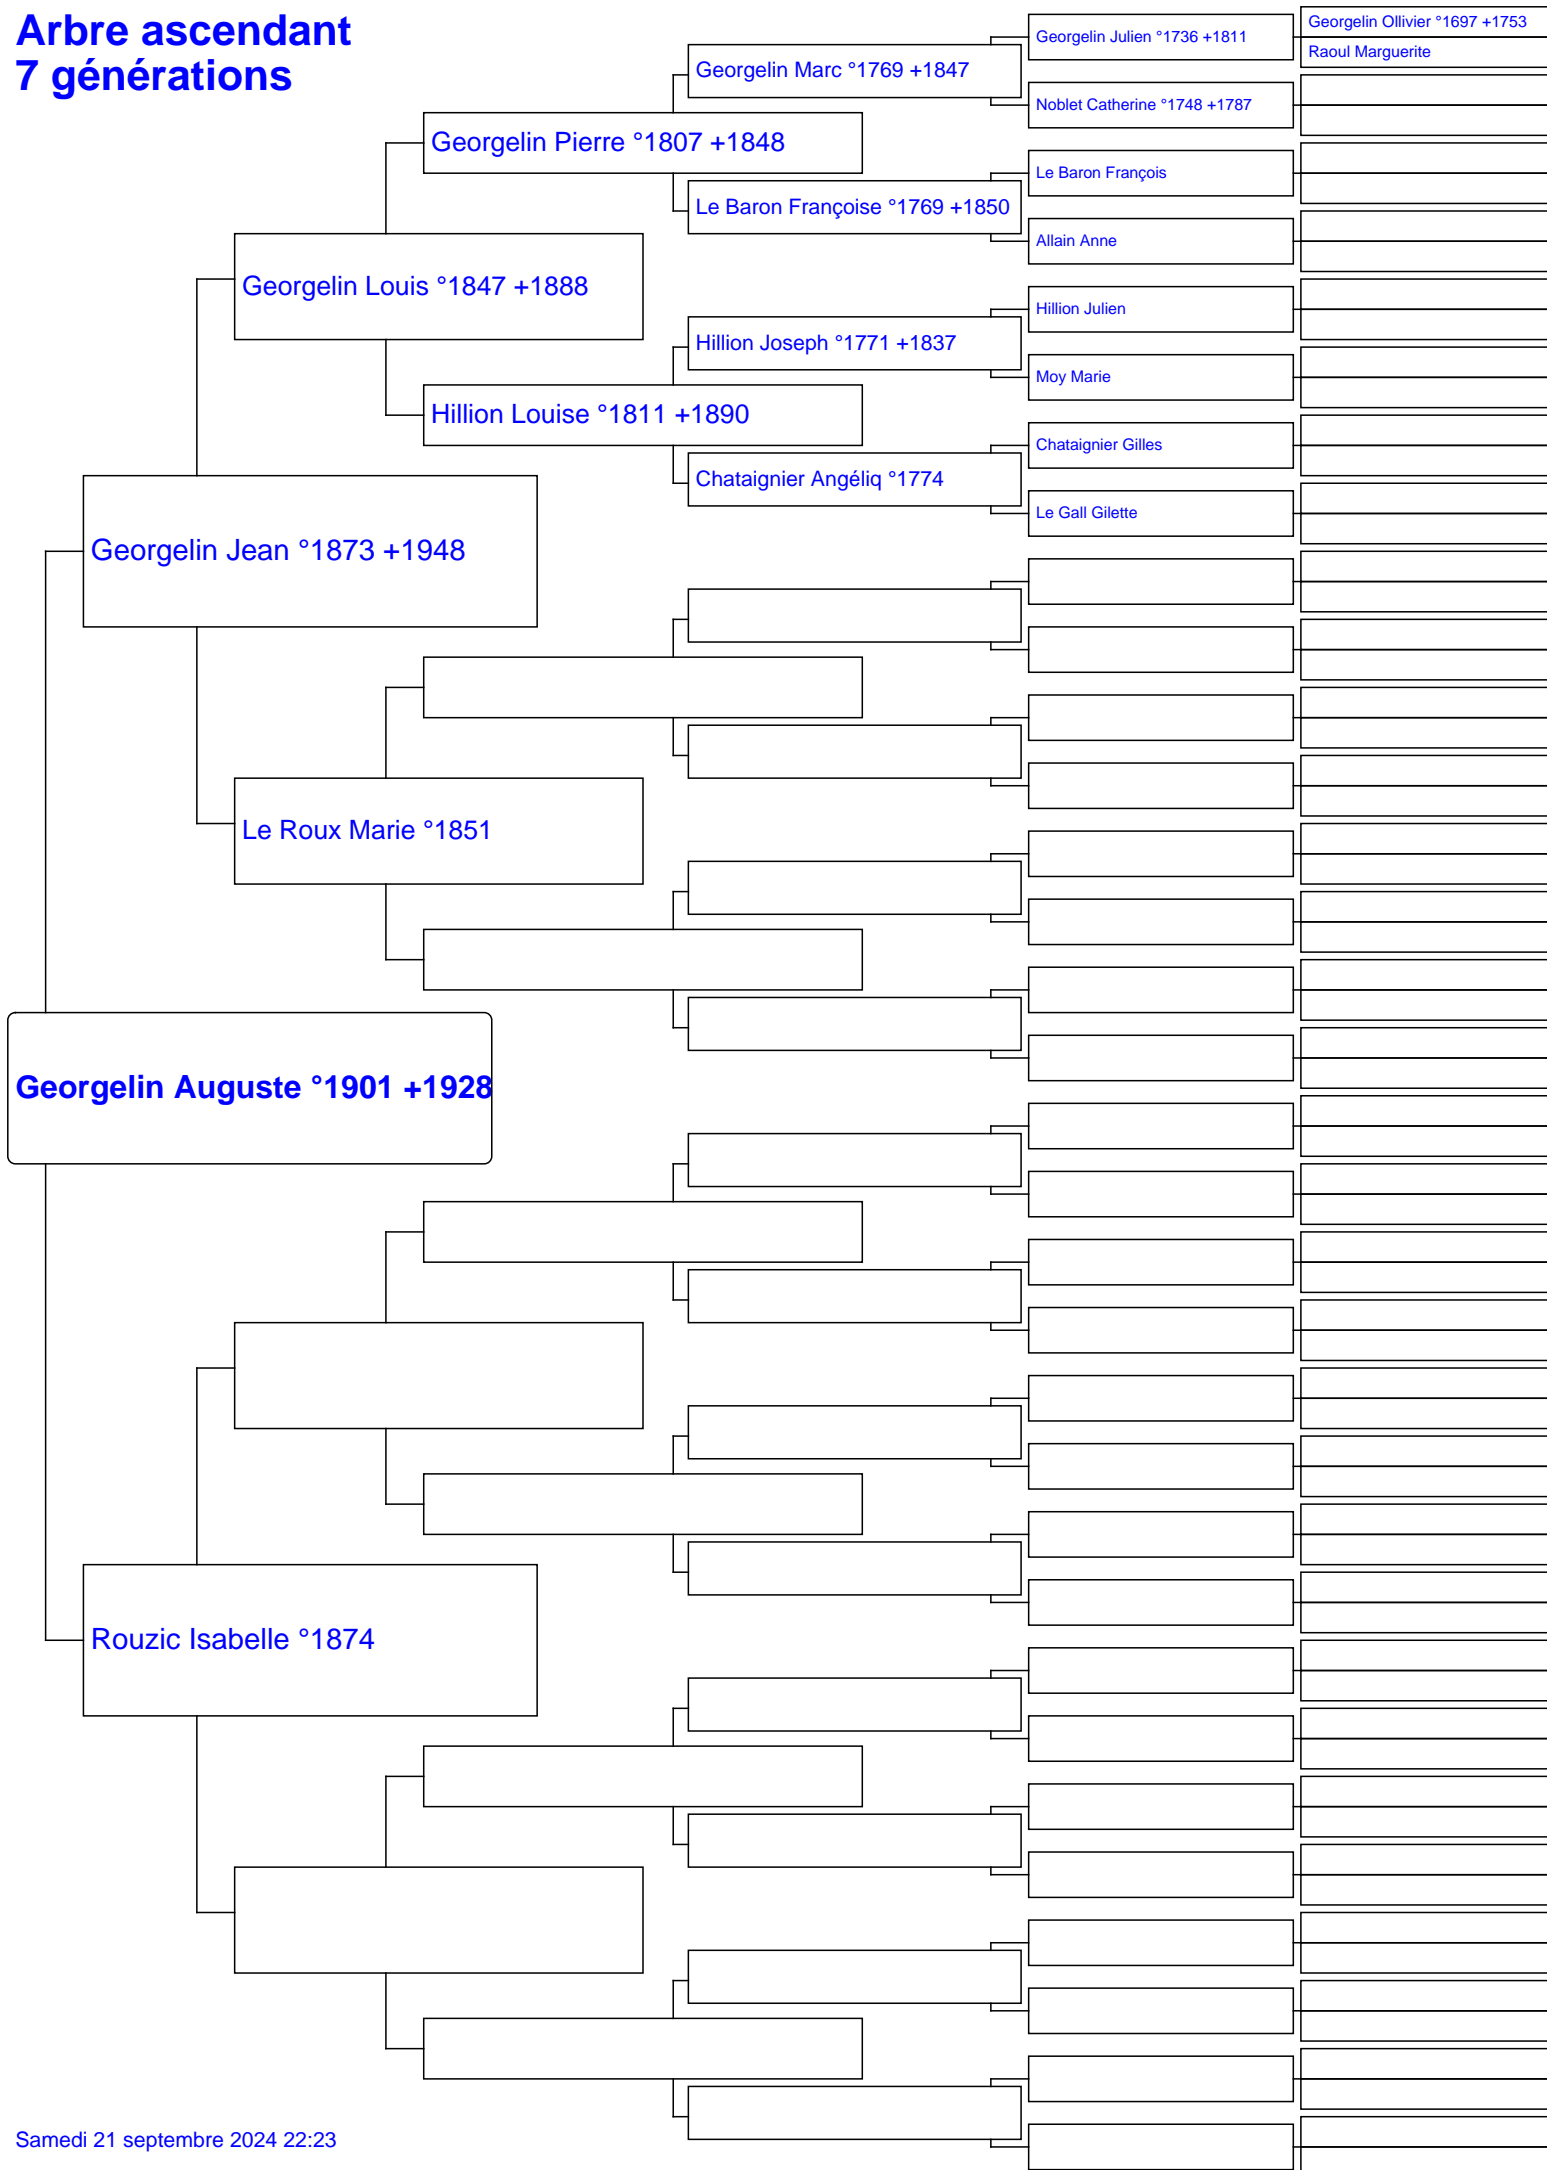 Arbre ascendant
7 générations
Georgelin Ollivier °1697 +1753
Georgelin Julien °1736 +1811
Raoul Marguerite
Georgelin Marc °1769 +1847
Noblet Catherine °1748 +1787
Georgelin Pierre °1807 +1848
Le Baron François
Le Baron Françoise °1769 +1850
Allain Anne
Georgelin Louis °1847 +1888
Hillion Julien
Hillion Joseph °1771 +1837
Moy Marie
Hillion Louise °1811 +1890
Chataignier Gilles
Chataignier Angéliq °1774
Le Gall Gilette
Georgelin Jean °1873 +1948
Le Roux Marie °1851
Georgelin Auguste °1901 +1928
Rouzic Isabelle °1874
Samedi 21 septembre 2024 22:23